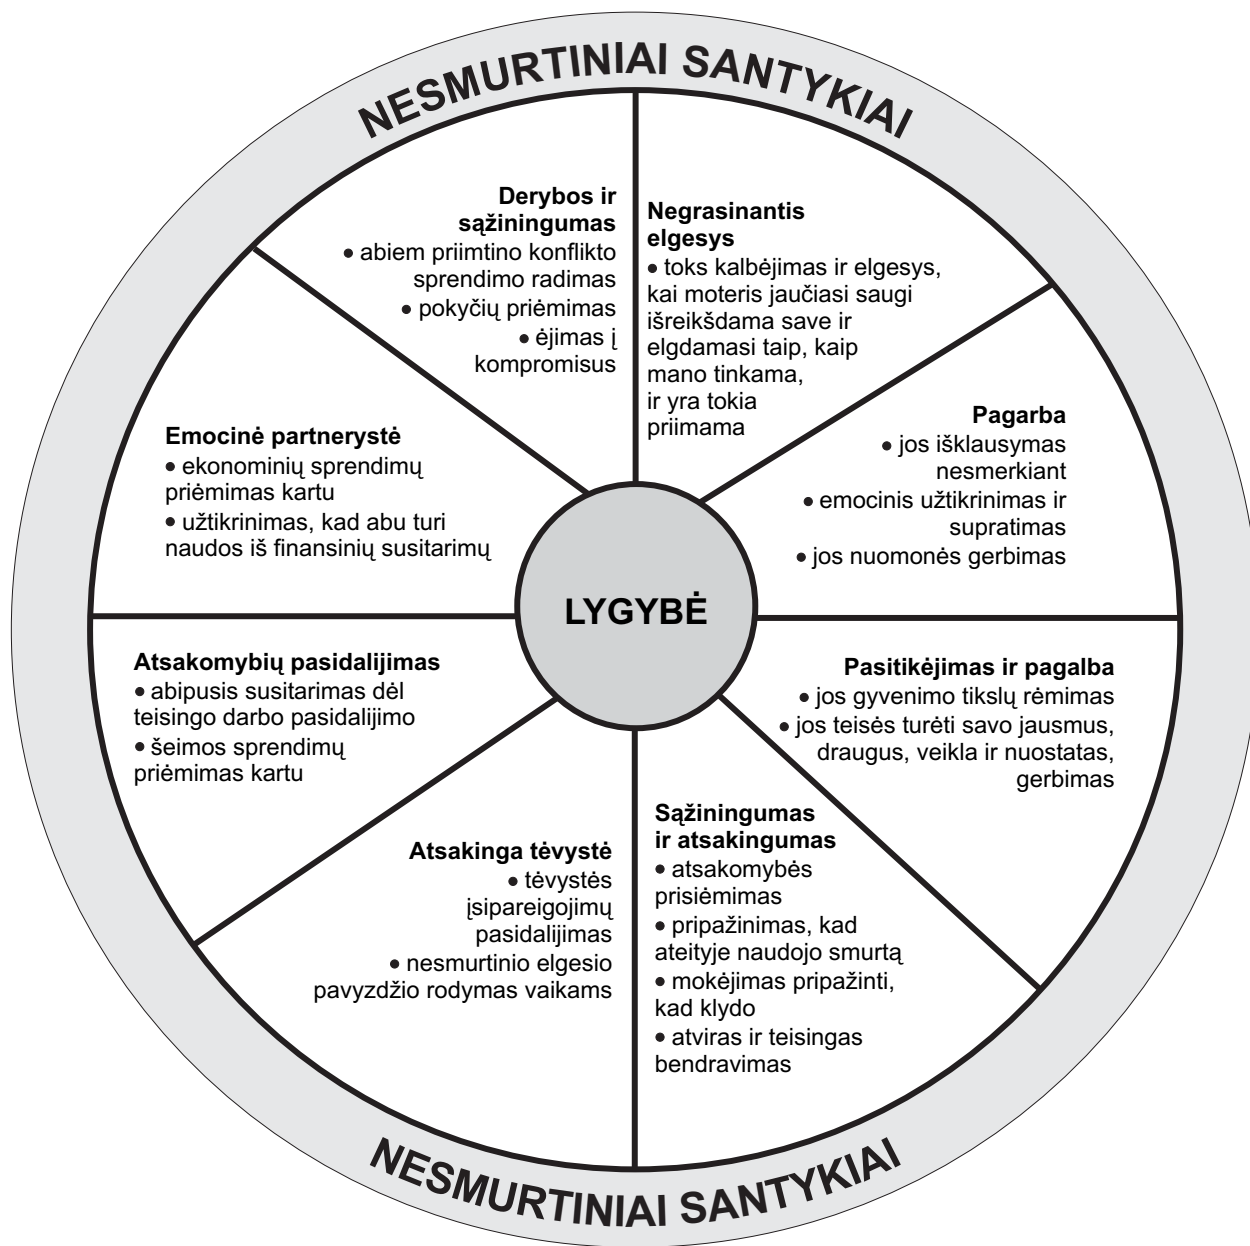 NESMURTINIAI SANTYKIAI
Derybos ir
sąžiningumas
• abiem priimtino konflikto
sprendimo radimas
• pokyčių priėmimas
• ėjimas į
kompromisus
Negrasinantis
elgesys
• toks kalbėjimas ir elgesys,
kai moteris jaučiasi saugi
išreikšdama save ir
elgdamasi taip, kaip
mano tinkama,
ir yra tokia
priimama
Pagarba
• jos išklausymas
nesmerkiant
• emocinis užtikrinimas ir
supratimas
• jos nuomonės gerbimas
Emocinė partnerystė
• ekonominių sprendimų
priėmimas kartu
• užtikrinimas, kad abu turi
naudos iš finansinių susitarimų
LYGYBĖ
Atsakomybių pasidalijimas
• abipusis susitarimas dėl
teisingo darbo pasidalijimo
• šeimos sprendimų
priėmimas kartu
Pasitikėjimas ir pagalba
• jos gyvenimo tikslų rėmimas
• jos teisės turėti savo jausmus,
draugus, veikla ir nuostatas,
gerbimas
Atsakinga tėvystė
• tėvystės
įsipareigojimų
pasidalijimas
• nesmurtinio elgesio
pavyzdžio rodymas vaikams
Sąžiningumas
ir atsakingumas
• atsakomybės
prisiėmimas
• pripažinimas, kad
ateityje naudojo smurtą
• mokėjimas pripažinti,
kad klydo
• atviras ir teisingas
bendravimas
NESMURTINIAI SANTYKIAI